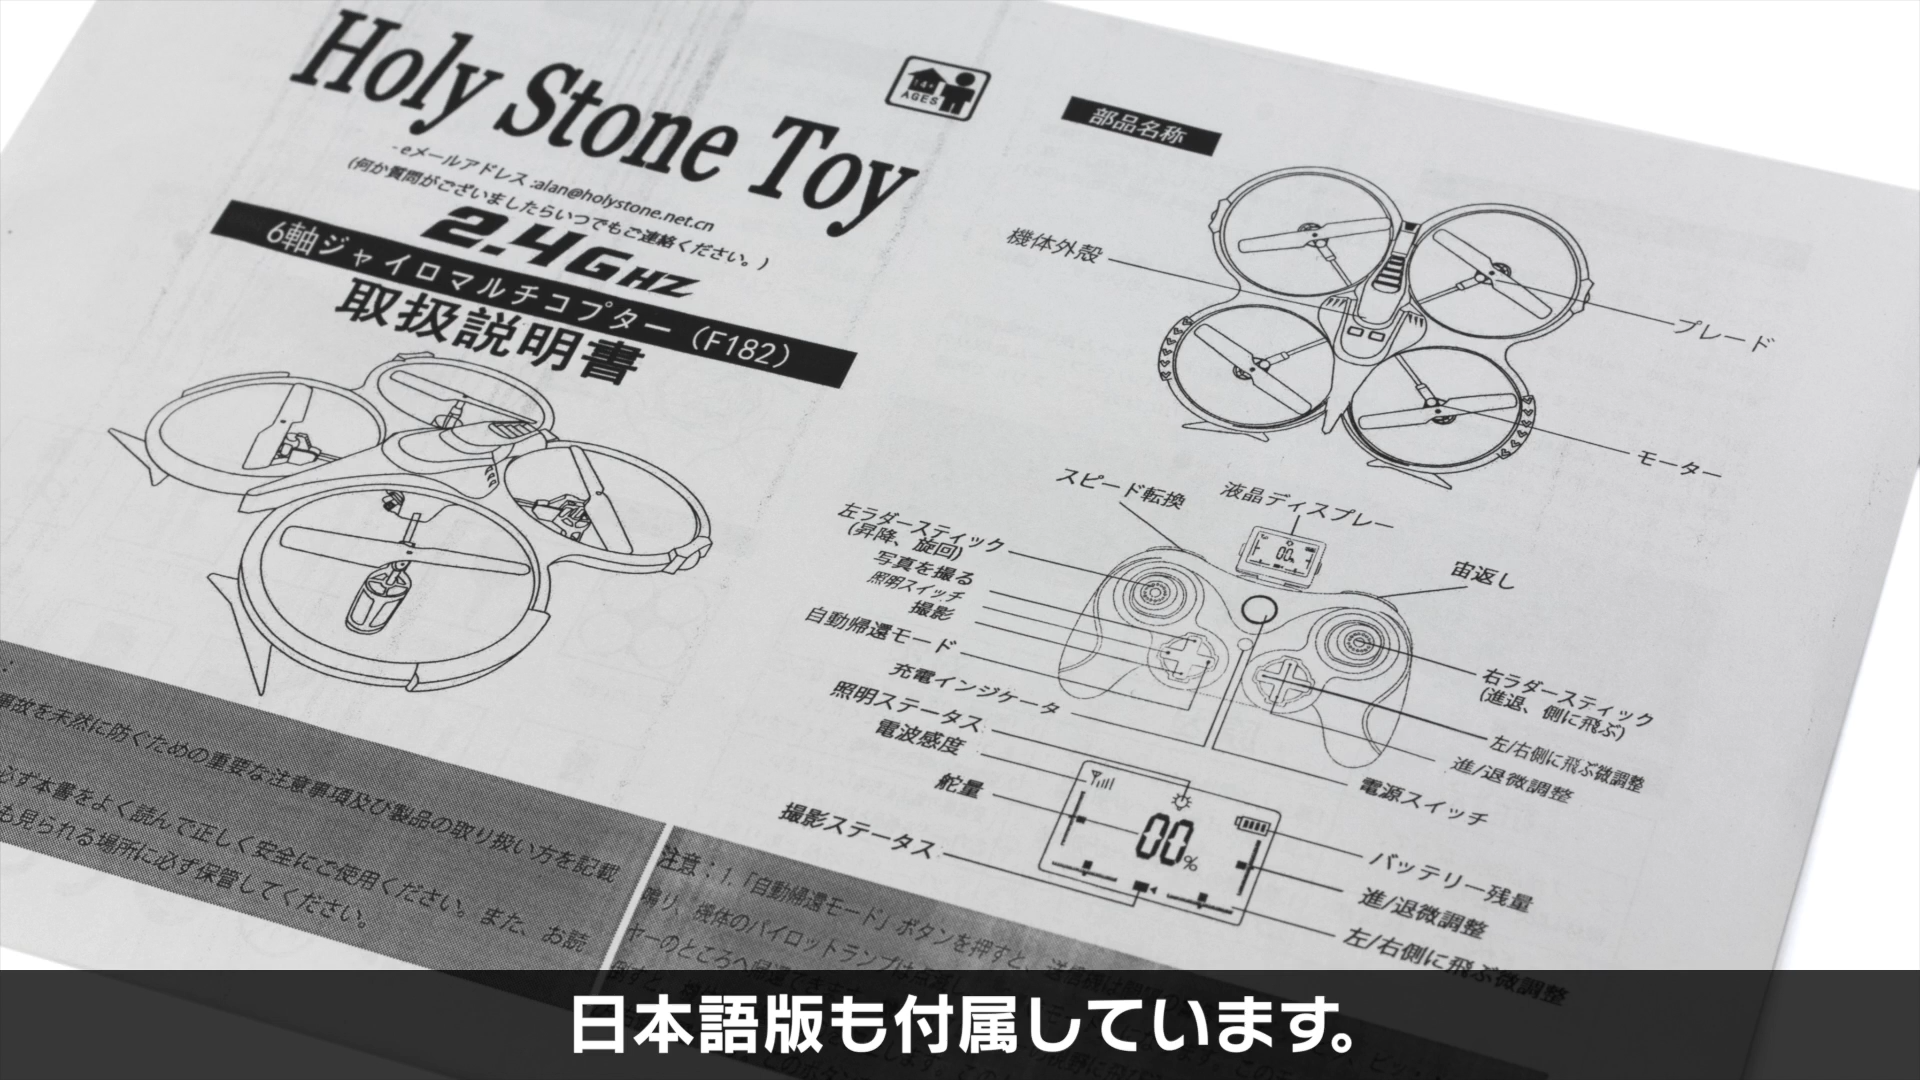 Holy Stone Toy
14+
AGES
- eメールアドレス :alan@holystone.net.cn
(何か質問がございましたらいつでもご連絡ください。)
2.4GHZ
6軸ジャイロマルチコプター（F182）
取扱説明書
事故を未然に防ぐための重要な注意事項及び製品の取り扱い方を記載
必ず本書をよく読んで正しく安全にご使用ください。また、お読
も見られる場所に必ず保管してください。
部品名称
機体外殻
ブレード
モーター
スピード転換
液晶ディスプレー
左ラダースティック
(昇降、旋回)
写真を撮る
照明スイッチ
撮影
自動帰還モード
充電インジケータ
宙返し
右ラダースティック
(進退、側に飛ぶ)
左/右側に飛ぶ微調整
進/退微調整
電源スイッチ
照明ステータス
電波感度
舵量
撮影ステータス
00%
バッテリー残量
進/退微調整
左/右側に飛ぶ微調整
注意：1.「自動帰還モード」ボタンを押すと、
鳴り、機体のパイロットランプは
ヤーのところへ帰還できます
日本語版も付属しています。